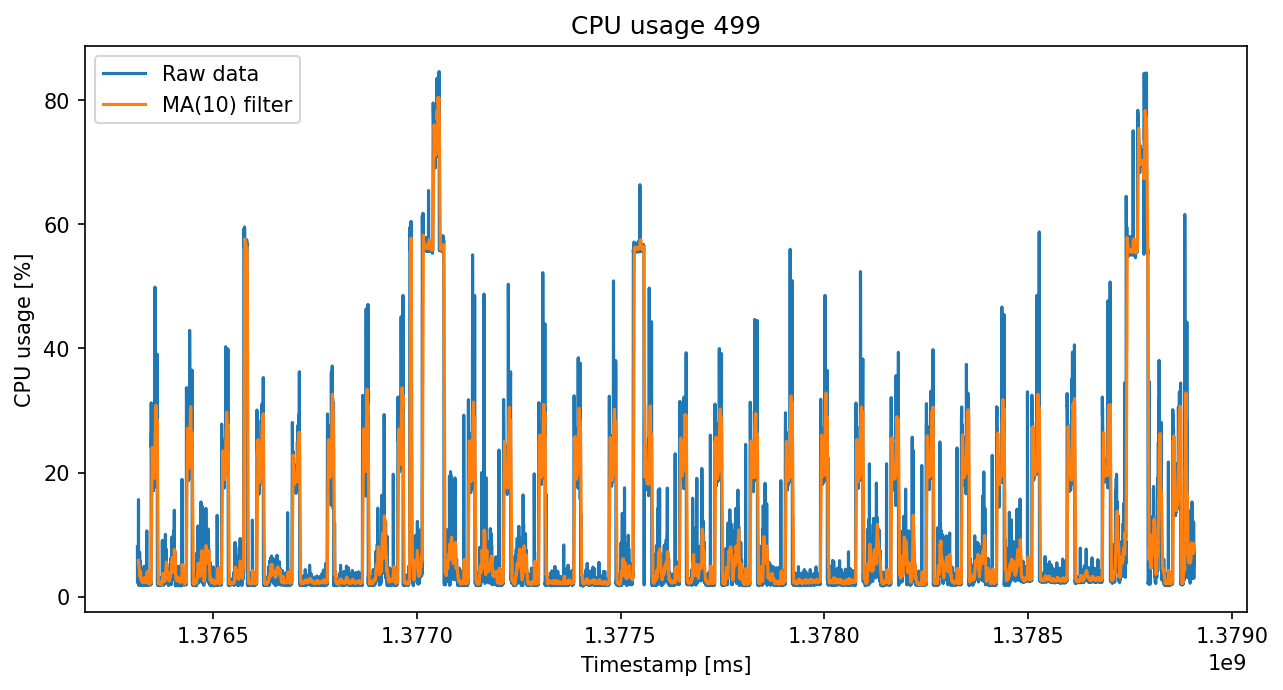 CPU usage 499
Raw data
MA(10) filter
CPU usage [%]
80
60
40
20
0
1.3765
1.3770
1.3775
1.3780
1.3785
1.3790
1e9
Timestamp [ms]